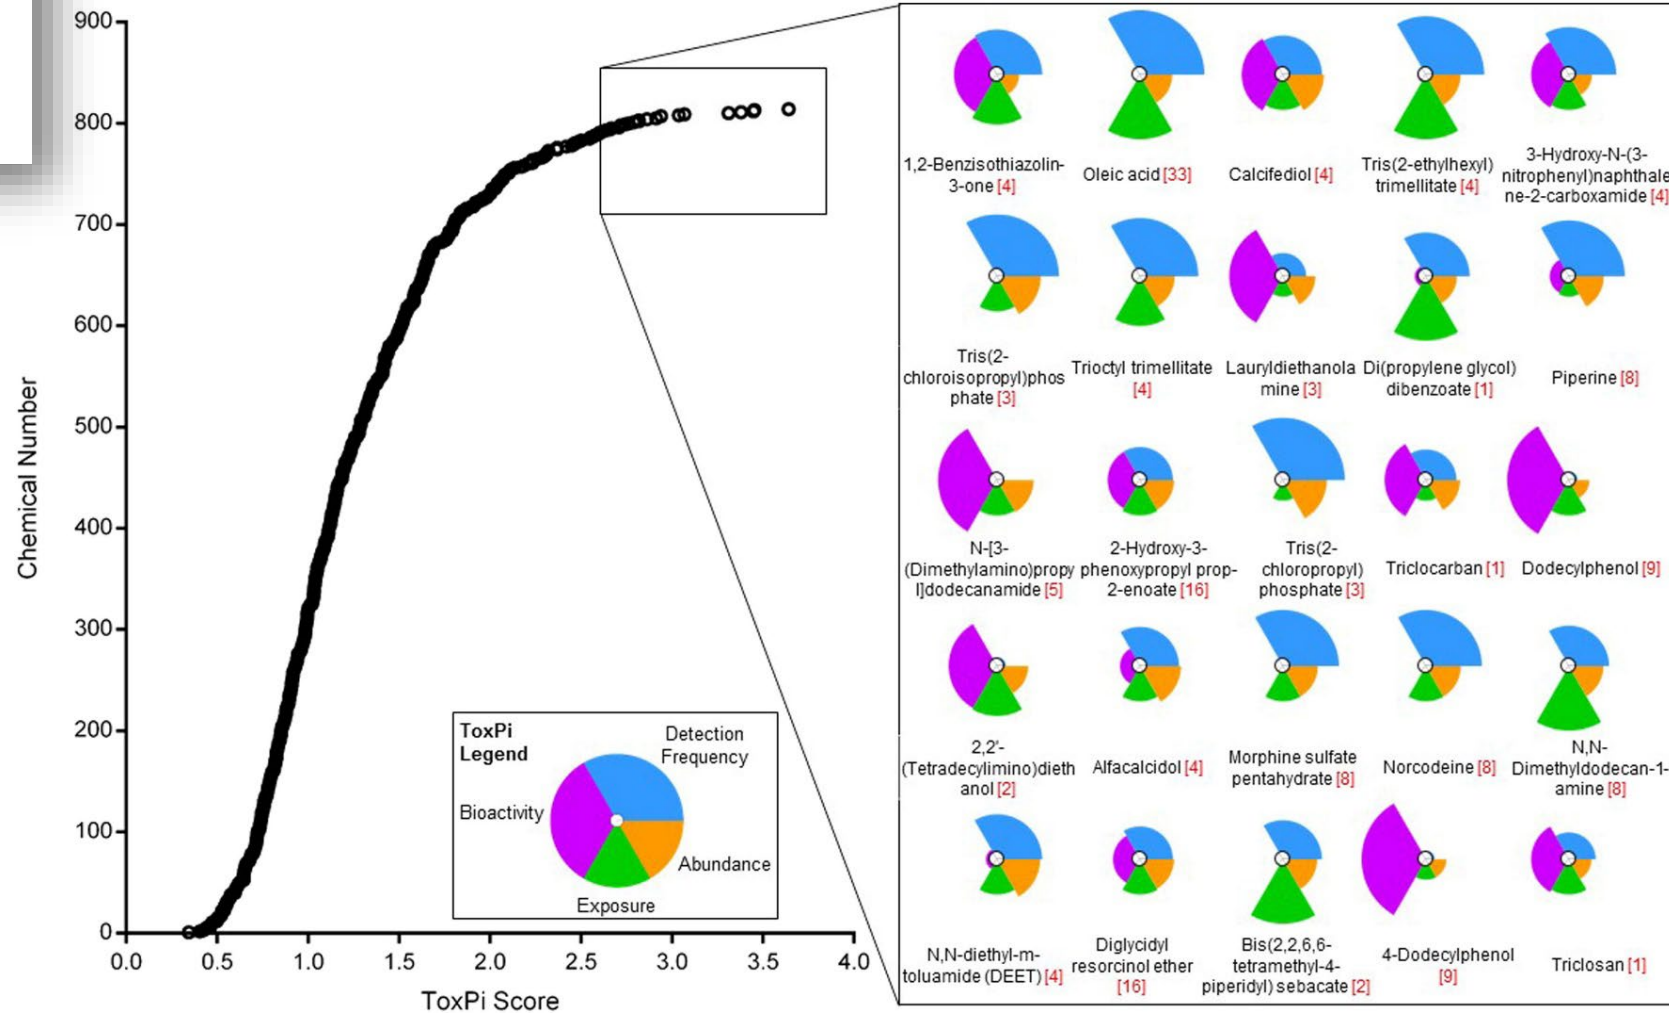 900
800
700
600
500
400
300
200
100
0
Chemical Number
0.0 0.5 1.0 1.5 2.0 2.5 3.0 3.5 4.0
ToxPi Score
ToxPi
Legend
Detection
Frequency
Bioactivity
Abundance
Exposure
1,2-Benzisothiazolin-
3-one [4]
Oleic acid [33]
Calcifediol [4]
Tris(2-ethylhexyl)
trimellitate [4]
3-Hydroxy-N-(3-
nitrophenyl)naphthale
ne-2-carboxamide [4]
Tris(2-
chloroisopropyl)phos
phate [3]
Trioctyl trimellitate
[4]
Lauryldiethanola
mine [3]
Di(propylene glycol)
dibenzoate [1]
Piperine [8]
N-[3-
(Dimethylamino)propy
l]dodecanamide [5]
2-Hydroxy-3-
phenoxypropyl prop-
2-enoate [16]
Tris(2-
chloropropyl)
phosphate [3]
Triclocarban [1]
Dodecylphenol [9]
2,2'-
(Tetradecylimino)dieth
anol [2]
Alfacalcidol [4]
Morphine sulfate
pentahydrate [8]
Norcodeine [8]
N,N-
Dimethyldodecan-1-
amine [8]
N,N-diethyl-m-
toluamide (DEET) [4]
Diglycidyl
resorcinol ether
[16]
Bis(2,2,6,6-
tetramethyl-4-
piperidyl) sebacate [2]
4-Dodecylphenol
[9]
Triclosan [1]